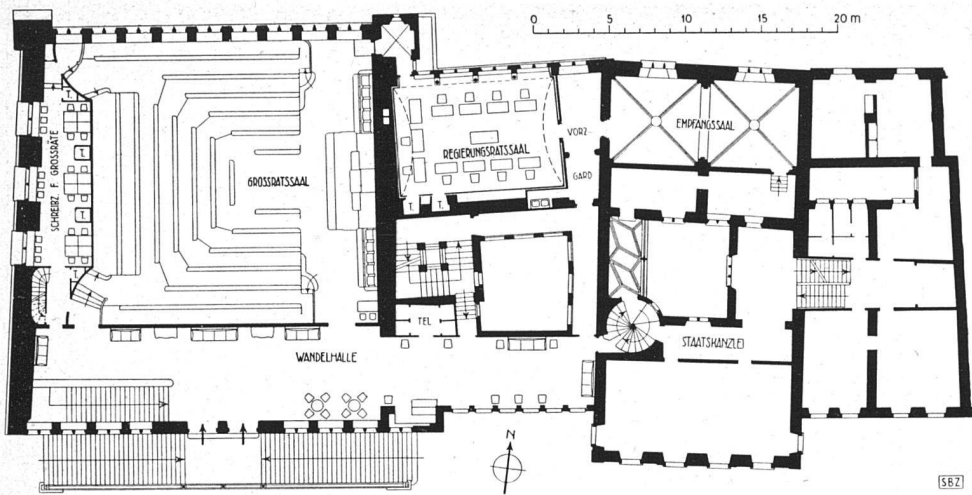 0 5 10 15 20 m
SCHREIBZ. F. GROSSRÄTE
T.
T.
T.
T.
GROSSRATSSAAL
REGIERUNGSRATSSAAL
T. T.
VORZ.
GARD
EMPFANGSSAAL
TEL
WANDELHALLE
STAATSKANZLEI
N
SBZ